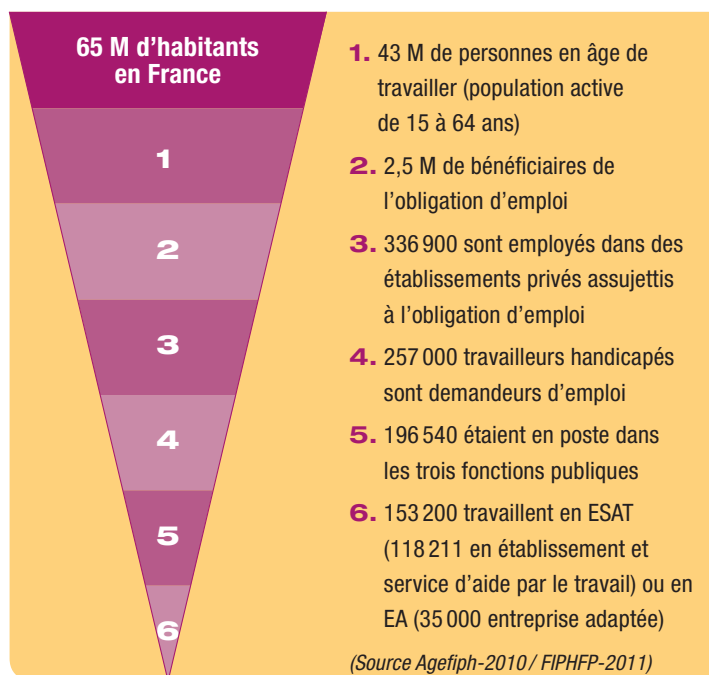 65 M d’habitants
en France
1
2
3
4
5
6
1. 43 M de personnes en âge de
travailler (population active
de 15 à 64 ans)
2. 2,5 M de bénéficiaires de
l’obligation d’emploi
3. 336 900 sont employés dans des
établissements privés assujettis
à l’obligation d’emploi
4. 257 000 travailleurs handicapés
sont demandeurs d’emploi
5. 196 540 étaient en poste dans
les trois fonctions publiques
6. 153 200 travaillent en ESAT
(118 211 en établissement et
service d’aide par le travail) ou en
EA (35 000 entreprise adaptée)
(Source Agefiph-2010 / FIPHFP-2011)